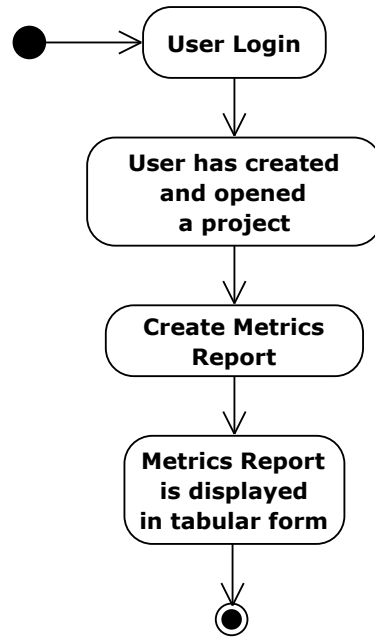 User Login
User has created
and opened
a project
Create Metrics
Report
Metrics Report
is displayed
in tabular form